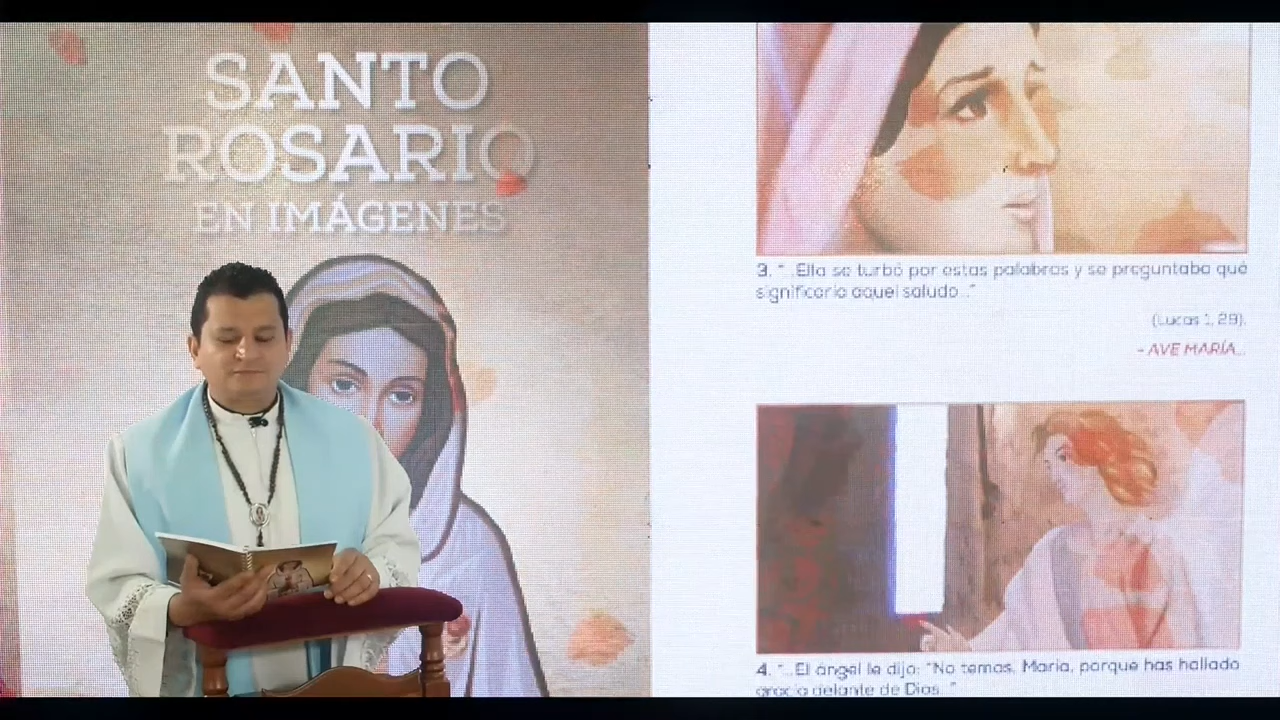 SANTO
ROSARIO
EN IMÁGENES
3. "...Ella se turbó por estas palabras y se preguntaba qué
significaría aquel saludo..."
(Lucas 1, 29).
- AVE MARÍA...
4. "...El ángel le dijo: "No temas, María, porque has hallado
gracia delante de Dios..."